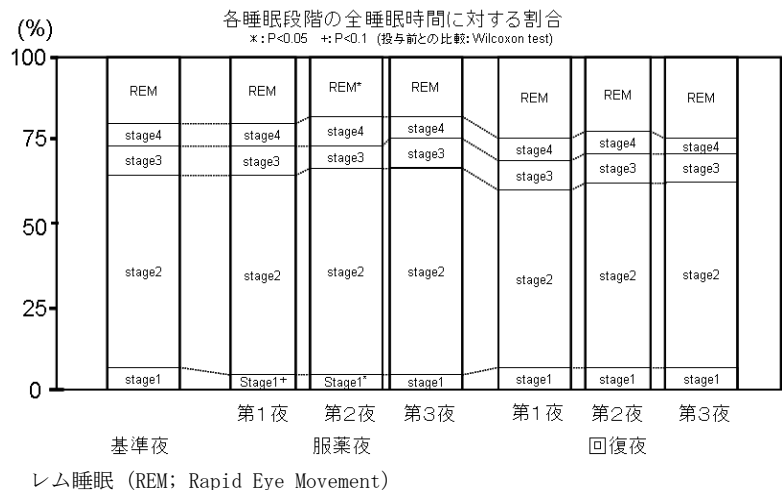 各睡眠段階の全睡眠時間に対する割合
*:P<0.05 +:P<0.1 (投与前との比較:Wilcoxon test)
(%)
100
75
50
25
0
REM
stage4
stage3
stage2
stage1
REM
stage4
stage3
stage2
Stage1+
REM*
stage4
stage3
stage2
Stage1*
REM
stage4
stage3
stage2
stage1
REM
stage4
stage3
stage2
stage1
REM
stage4
stage3
stage2
stage1
REM
stage4
stage3
stage2
stage1
第1夜 第2夜 第3夜 第1夜 第2夜 第3夜
基準夜 服薬夜 回復夜
レム睡眠 (REM; Rapid Eye Movement)